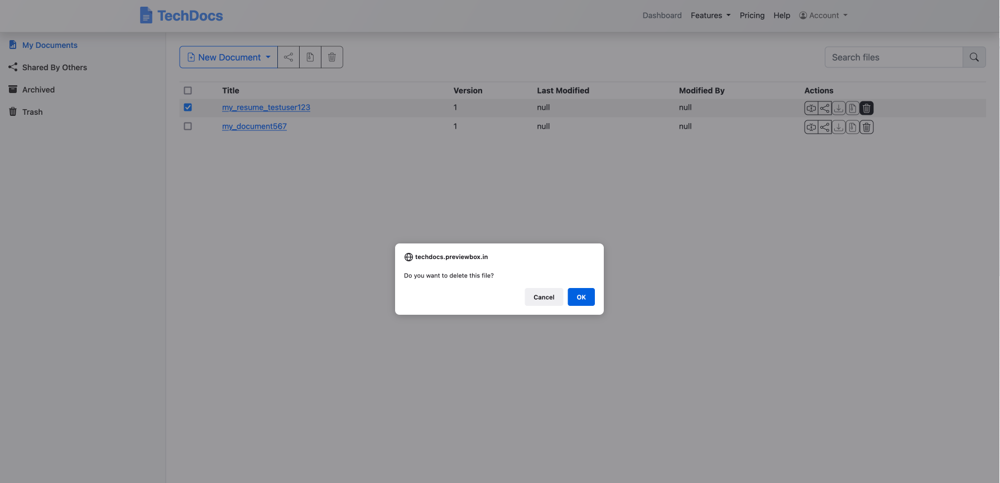 TechDocs
Dashboard Features Pricing Help Account
My Documents
Shared By Others
Archived
Trash
New Document
Search files
Title Version Last Modified Modified By Actions
my_resume_testuser123 1 null null
my_document567 1 null null
techdocs.previewbox.in
Do you want to delete this file?
Cancel OK